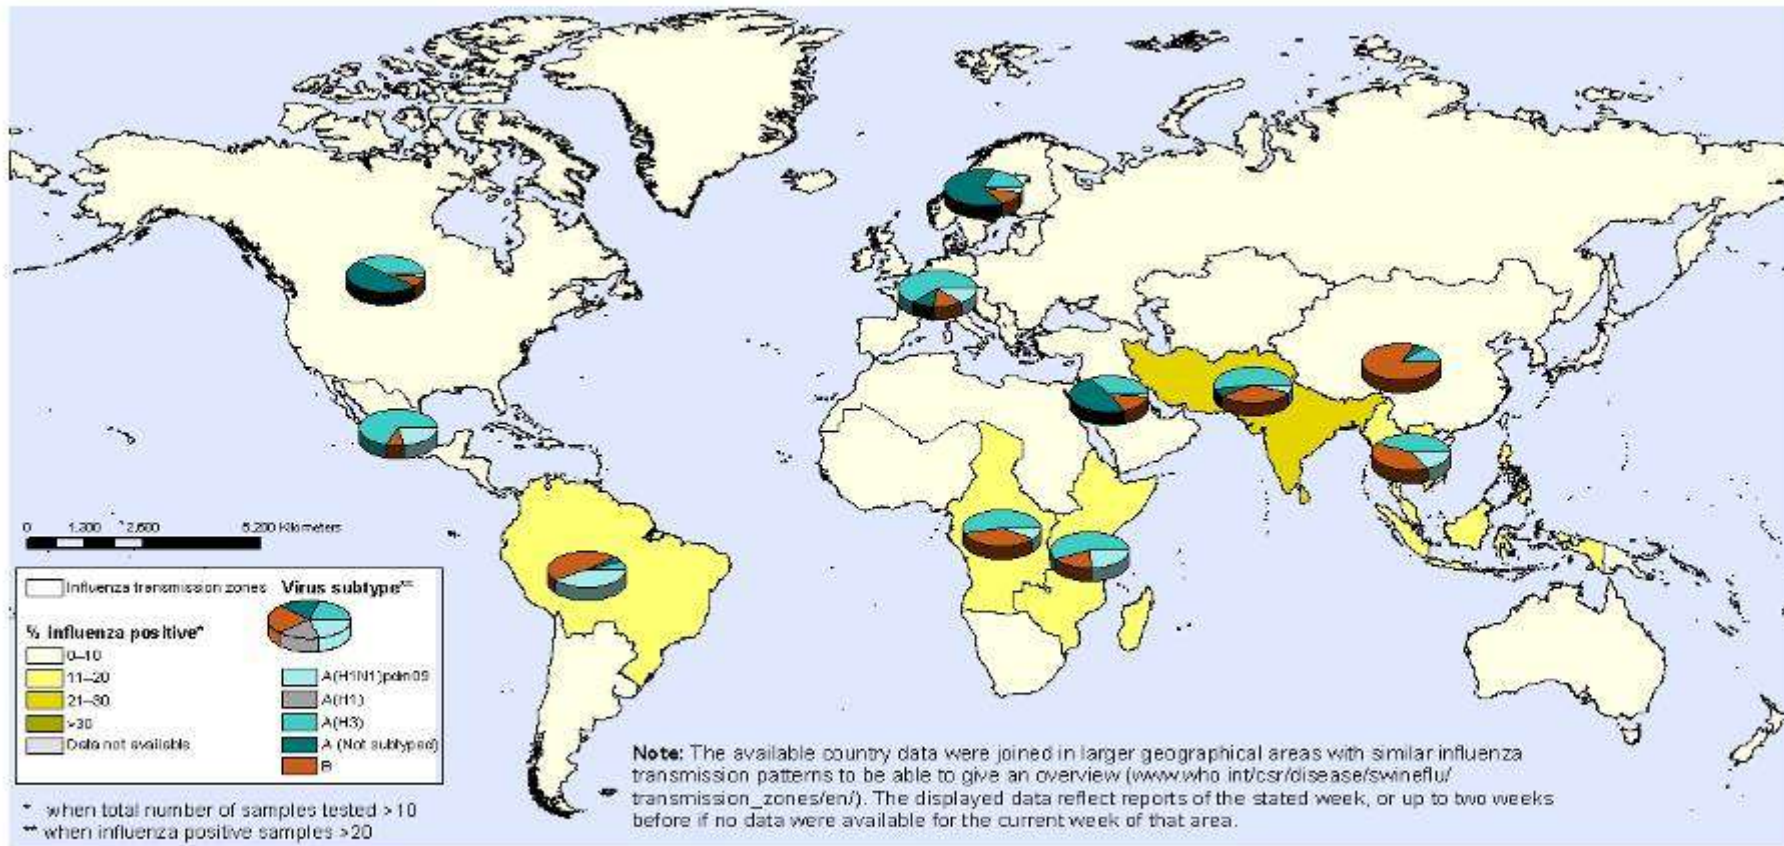 0 1,300 2,600 5,200 Kilometers
Influenza transmission zones
Virus subtype**
% influenza positive*
0–10
11–20
21–30
>30
Data not available
A(H1N1)pdm09
A(H1)
A(H3)
A (Not subtyped)
B
* when total number of samples tested >10
** when influenza positive samples >20
Note: The available country data were joined in larger geographical areas with similar influenza
transmission patterns to be able to give an overview (www.who.int/csr/disease/swineflu/
transmission_zones/en/). The displayed data reflect reports of the stated week, or up to two weeks
before if no data were available for the current week of that area.